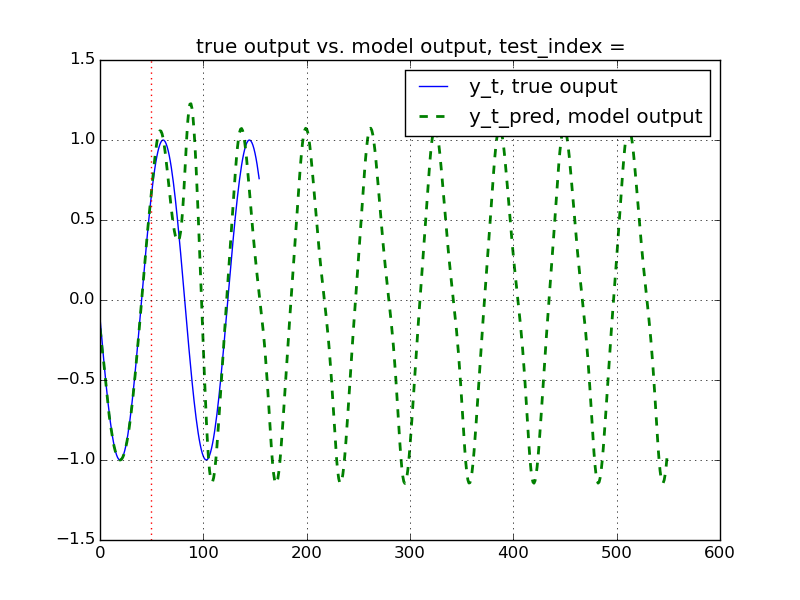 true output vs. model output, test_index =
y_t, true ouput
y_t_pred, model output
1.5
1.0
0.5
0.0
−0.5
−1.0
−1.5
0 100 200 300 400 500 600